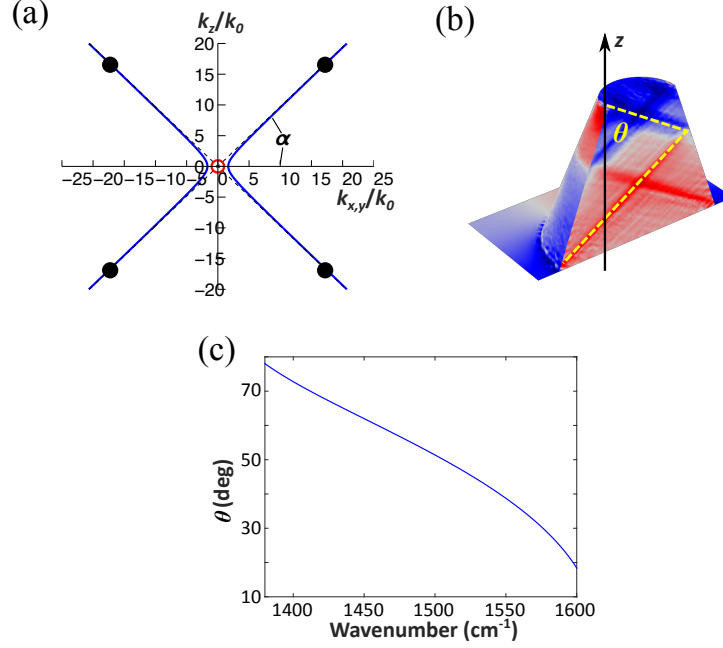 (a)
k_z/k_0
20
15
10
5
0
−5
−10
−15
−20
−25−20−15−10−5 0 5 10 15 20 25
k_{x,y}/k_0
α
(b)
z
θ
(c)
θ (deg)
70
50
30
10
1400 1450 1500 1550 1600
Wavenumber (cm⁻¹)